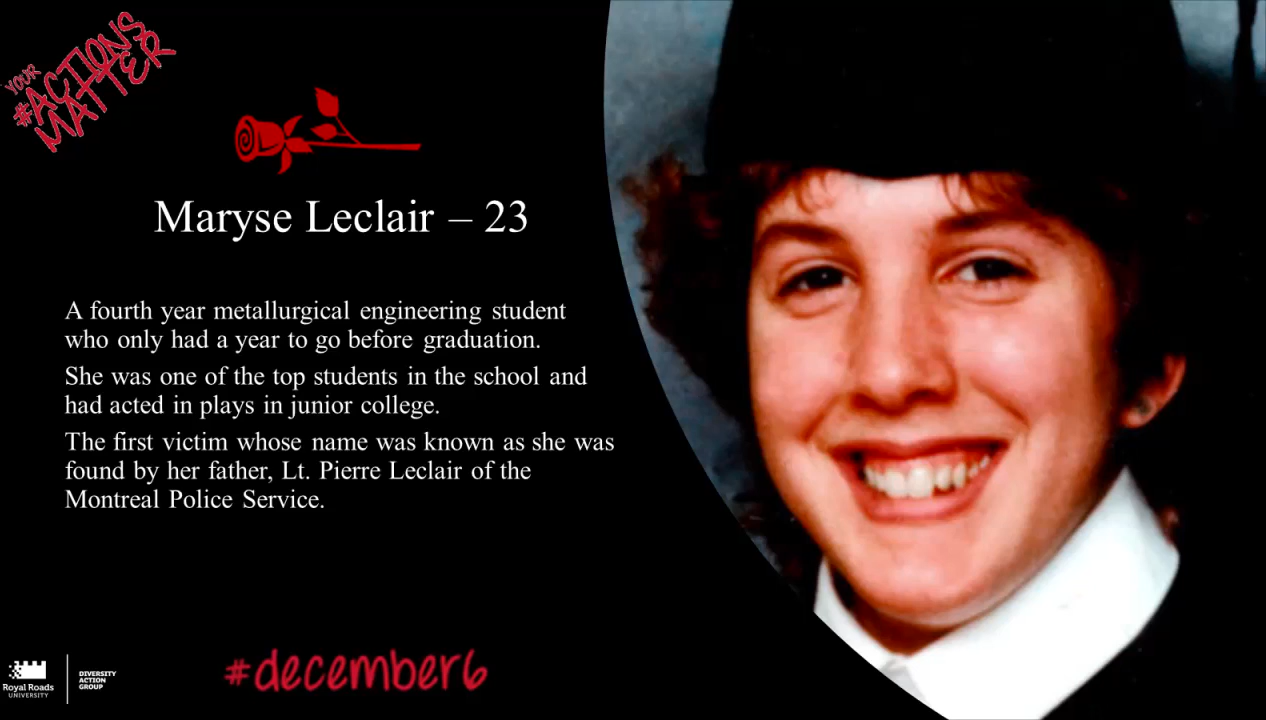 YOUR
#ACTIONS
MATTER
Maryse Leclair – 23
A fourth year metallurgical engineering student
who only had a year to go before graduation.
She was one of the top students in the school and
had acted in plays in junior college.
The first victim whose name was known as she was
found by her father, Lt. Pierre Leclair of the
Montreal Police Service.
#december6
Royal Roads
UNIVERSITY
DIVERSITY
ACTION
GROUP